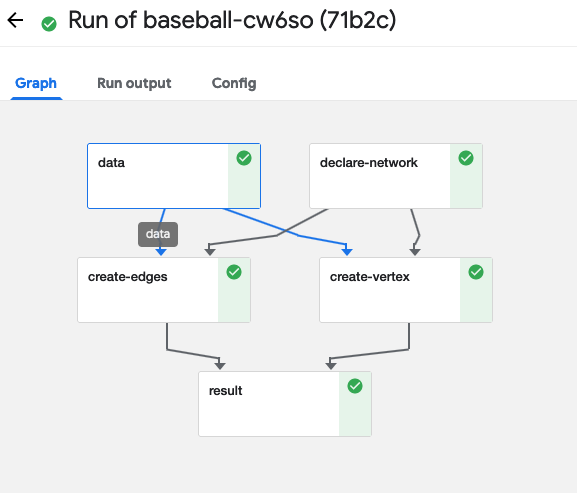 Run of baseball-cw6so (71b2c)
Graph Run output Config
data declare-network
data
create-edges create-vertex
result